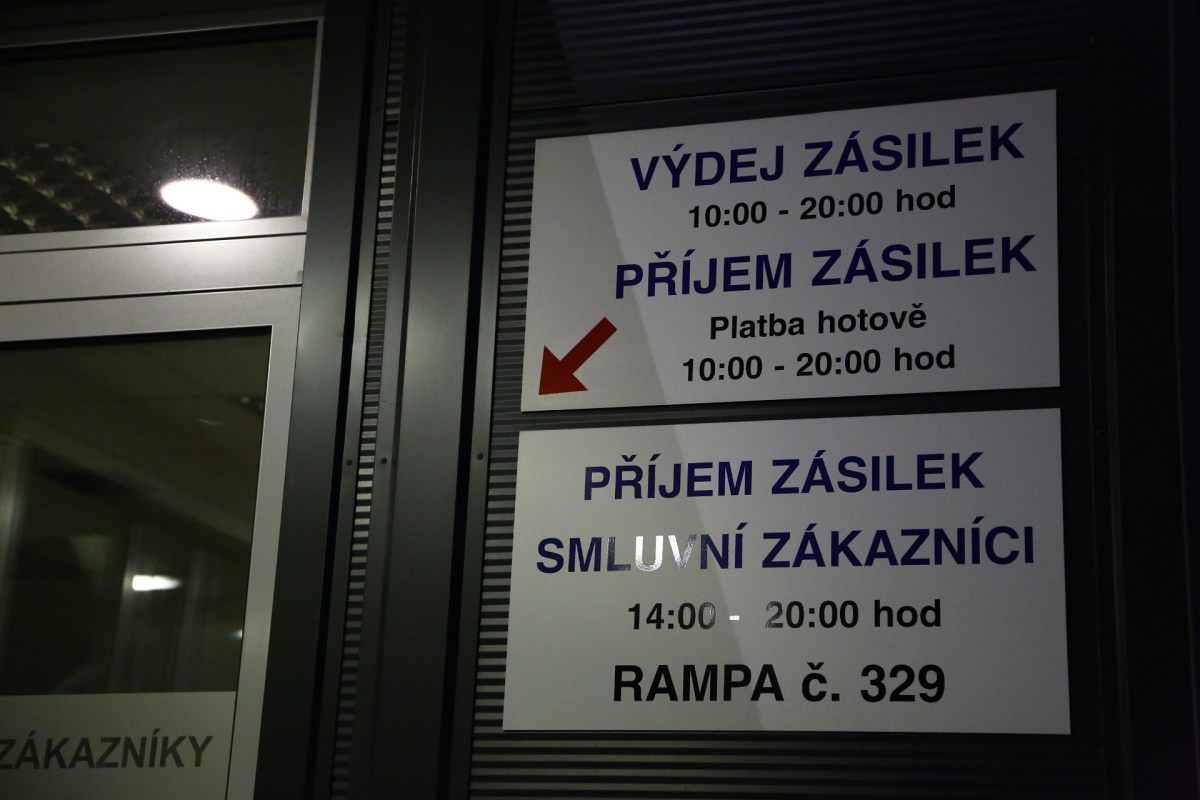 VÝDEJ ZÁSILEK
10:00 - 20:00 hod
PŘÍJEM ZÁSILEK
Platba hotově
10:00 - 20:00 hod
PŘÍJEM ZÁSILEK
SMLUVNÍ ZÁKAZNÍCI
14:00 - 20:00 hod
RAMPA č. 329
ZÁKAZNÍKY